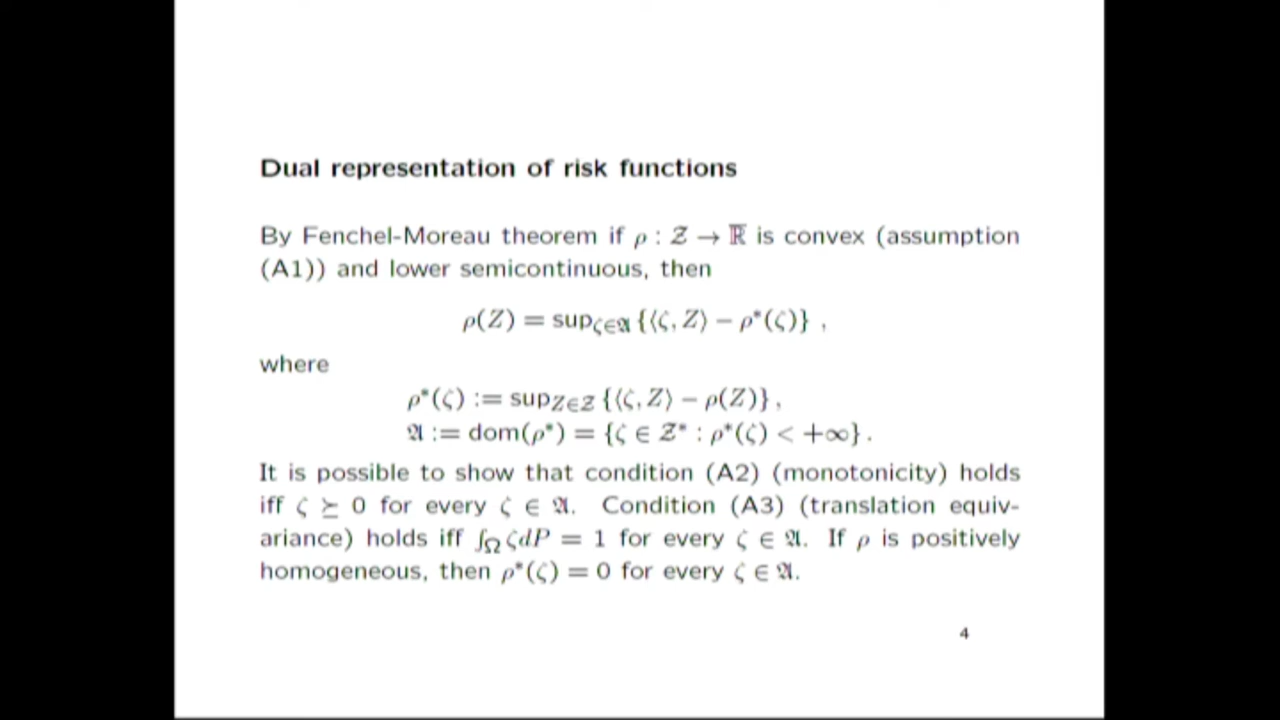 Dual representation of risk functions
By Fenchel-Moreau theorem if ρ : 𝒵 → ℝ̅ is convex (assumption
(A1)) and lower semicontinuous, then
ρ(Z) = sup_{ζ∈𝔄} {⟨ζ, Z⟩ − ρ*(ζ)} ,
where
ρ*(ζ) := sup_{Z∈𝒵} {⟨ζ, Z⟩ − ρ(Z)} ,
𝔄 := dom(ρ*) = {ζ ∈ 𝒵* : ρ*(ζ) < +∞} .
It is possible to show that condition (A2) (monotonicity) holds
iff ζ ⪰ 0 for every ζ ∈ 𝔄. Condition (A3) (translation equiv-
ariance) holds iff ∫_Ω ζdP = 1 for every ζ ∈ 𝔄. If ρ is positively
homogeneous, then ρ*(ζ) = 0 for every ζ ∈ 𝔄.
4